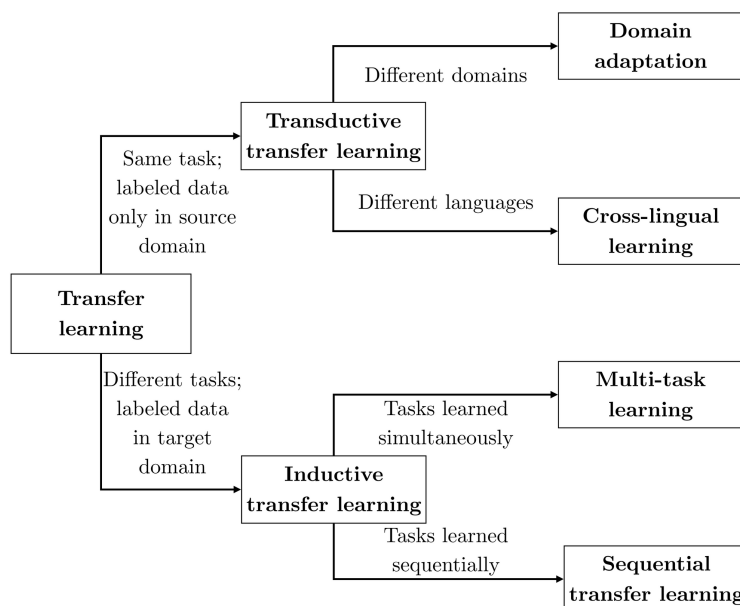 Domain
adaptation
Different domains
Transductive
transfer learning
Same task;
labeled data
only in source
domain
Different languages
Cross-lingual
learning
Transfer
learning
Different tasks;
labeled data
in target
domain
Multi-task
learning
Tasks learned
simultaneously
Inductive
transfer learning
Tasks learned
sequentially
Sequential
transfer learning